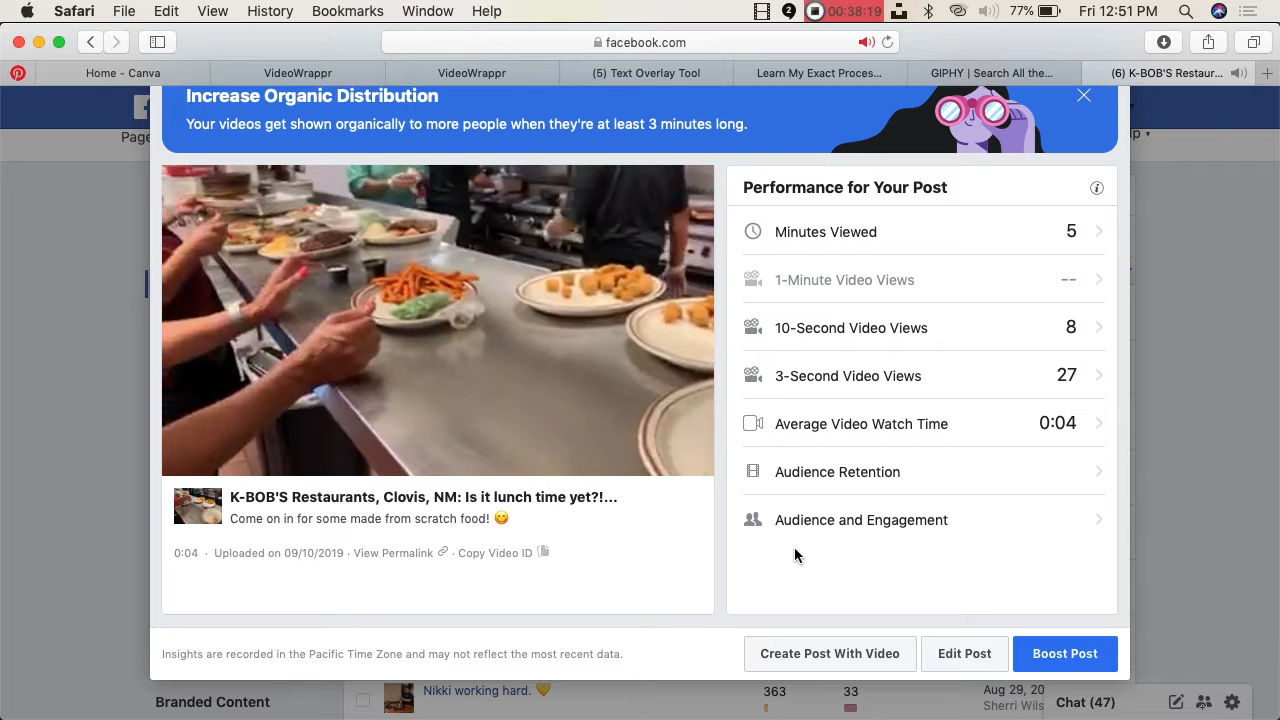 Safari File Edit View History Bookmarks Window Help 2 00:38:19 77% Fri 12:51 PM
facebook.com
Home - Canva VideoWrappr VideoWrappr (5) Text Overlay Tool Learn My Exact Proces... GIPHY | Search All the... (6) K-BOB'S Restaur...
Increase Organic Distribution
Your videos get shown organically to more people when they're at least 3 minutes long.
Performance for Your Post
Minutes Viewed 5
1-Minute Video Views --
10-Second Video Views 8
3-Second Video Views 27
Average Video Watch Time 0:04
Audience Retention
Audience and Engagement
K-BOB'S Restaurants, Clovis, NM: Is it lunch time yet?!...
Come on in for some made from scratch food! 😋
0:04 · Uploaded on 09/10/2019 · View Permalink · Copy Video ID
Insights are recorded in the Pacific Time Zone and may not reflect the most recent data.
Create Post With Video Edit Post Boost Post
Branded Content
Nikki working hard. 💛 363 33 Aug 29, 20
Sherri Wils
Chat (47)